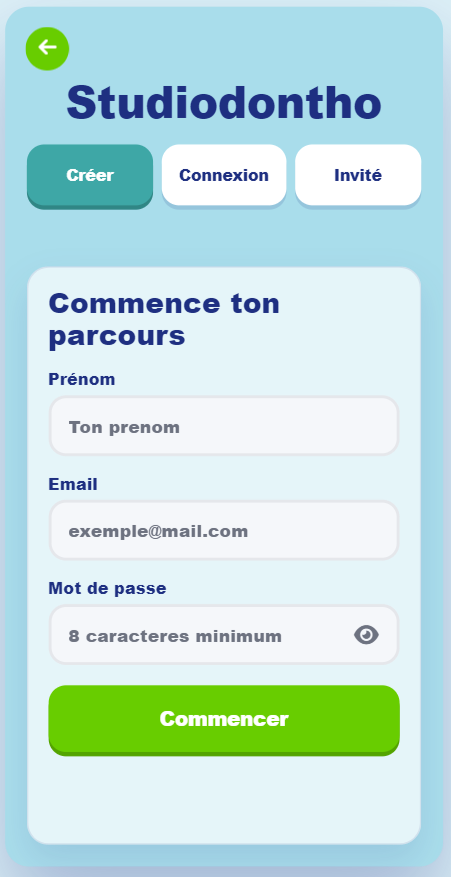 Studiodontho
Créer
Connexion
Invité
Commence ton
parcours
Prénom
Ton prenom
Email
exemple@mail.com
Mot de passe
8 caracteres minimum
Commencer